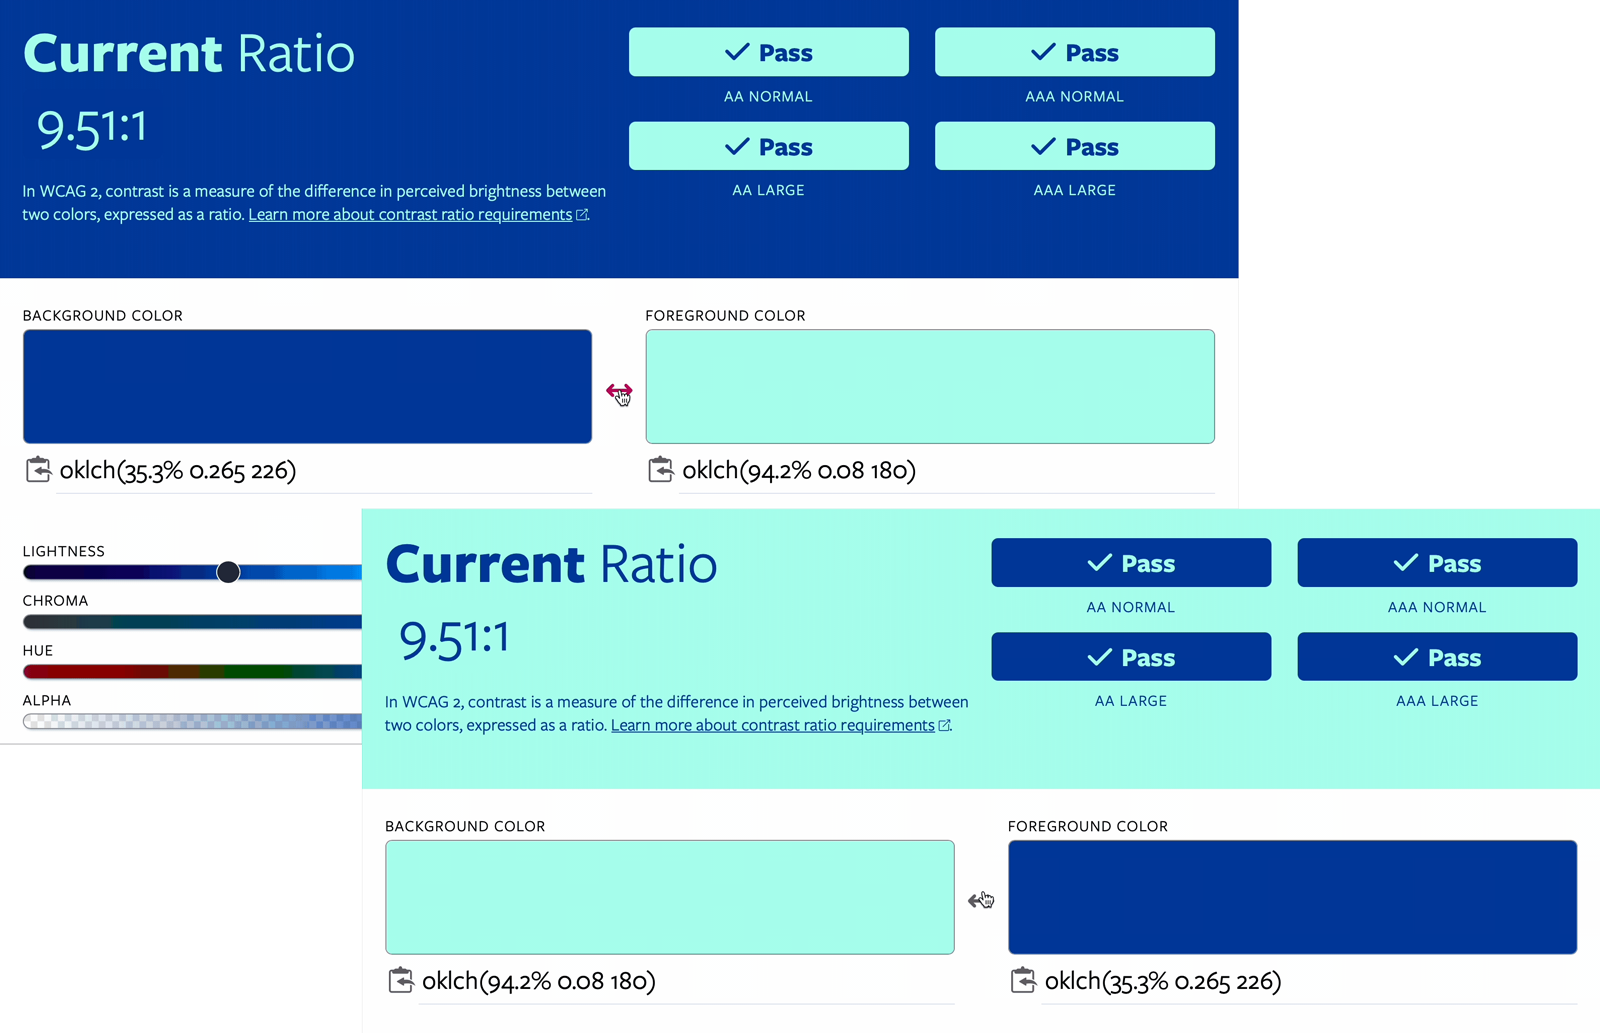 Current Ratio
9.51:1
In WCAG 2, contrast is a measure of the difference in perceived brightness between
two colors, expressed as a ratio. Learn more about contrast ratio requirements.
Pass
AA NORMAL
Pass
AAA NORMAL
Pass
AA LARGE
Pass
AAA LARGE
BACKGROUND COLOR
oklch(35.3% 0.265 226)
FOREGROUND COLOR
oklch(94.2% 0.08 180)
LIGHTNESS
CHROMA
HUE
ALPHA
Current Ratio
9.51:1
In WCAG 2, contrast is a measure of the difference in perceived brightness between
two colors, expressed as a ratio. Learn more about contrast ratio requirements.
Pass
AA NORMAL
Pass
AAA NORMAL
Pass
AA LARGE
Pass
AAA LARGE
BACKGROUND COLOR
oklch(94.2% 0.08 180)
FOREGROUND COLOR
oklch(35.3% 0.265 226)